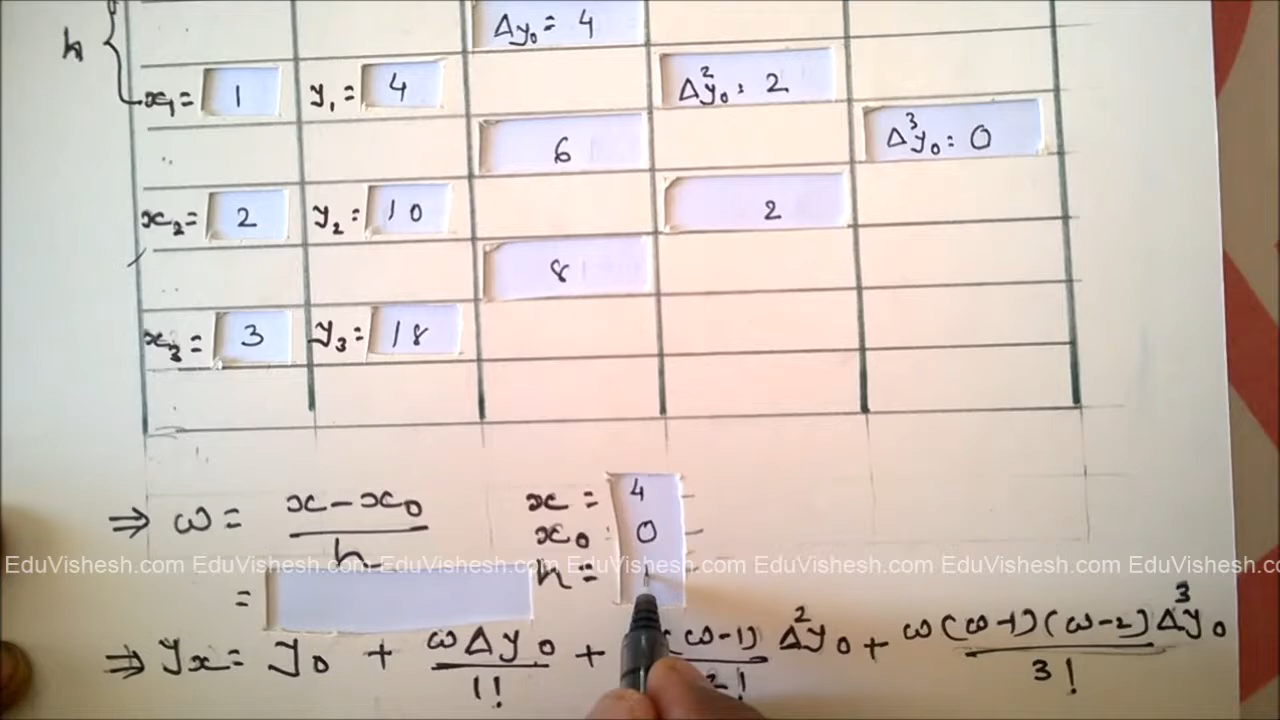 h
Δy₀ = 4
x₁ = 1 y₁ = 4 Δ²y₀ : 2
6 Δ³y₀ : 0
x₂ = 2 y₂ = 10 2
8
x₃ = 3 y₃ = 18
⇒ ω = x - x₀ / h
x = 4
x₀ : 0
h =
EduVishesh.com EduVishesh.com EduVishesh.com EduVishesh.com EduVishesh.com EduVishesh.com EduVishesh.com
=
⇒ yx = y₀ + ωΔy₀ / 1! + (ω-1) / 2! Δ²y₀ + ω(ω-1)(ω-2) / 3! Δ³y₀